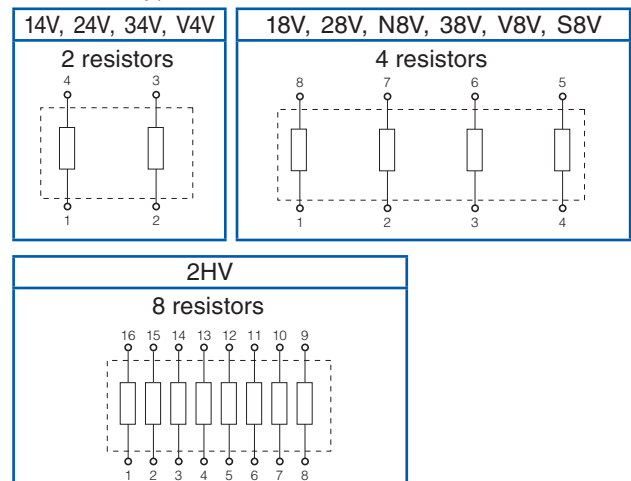 14V, 24V, 34V, V4V
2 resistors
4 3
1 2
18V, 28V, N8V, 38V, V8V, S8V
4 resistors
8 7 6 5
1 2 3 4
2HV
8 resistors
16 15 14 13 12 11 10 9
1 2 3 4 5 6 7 8